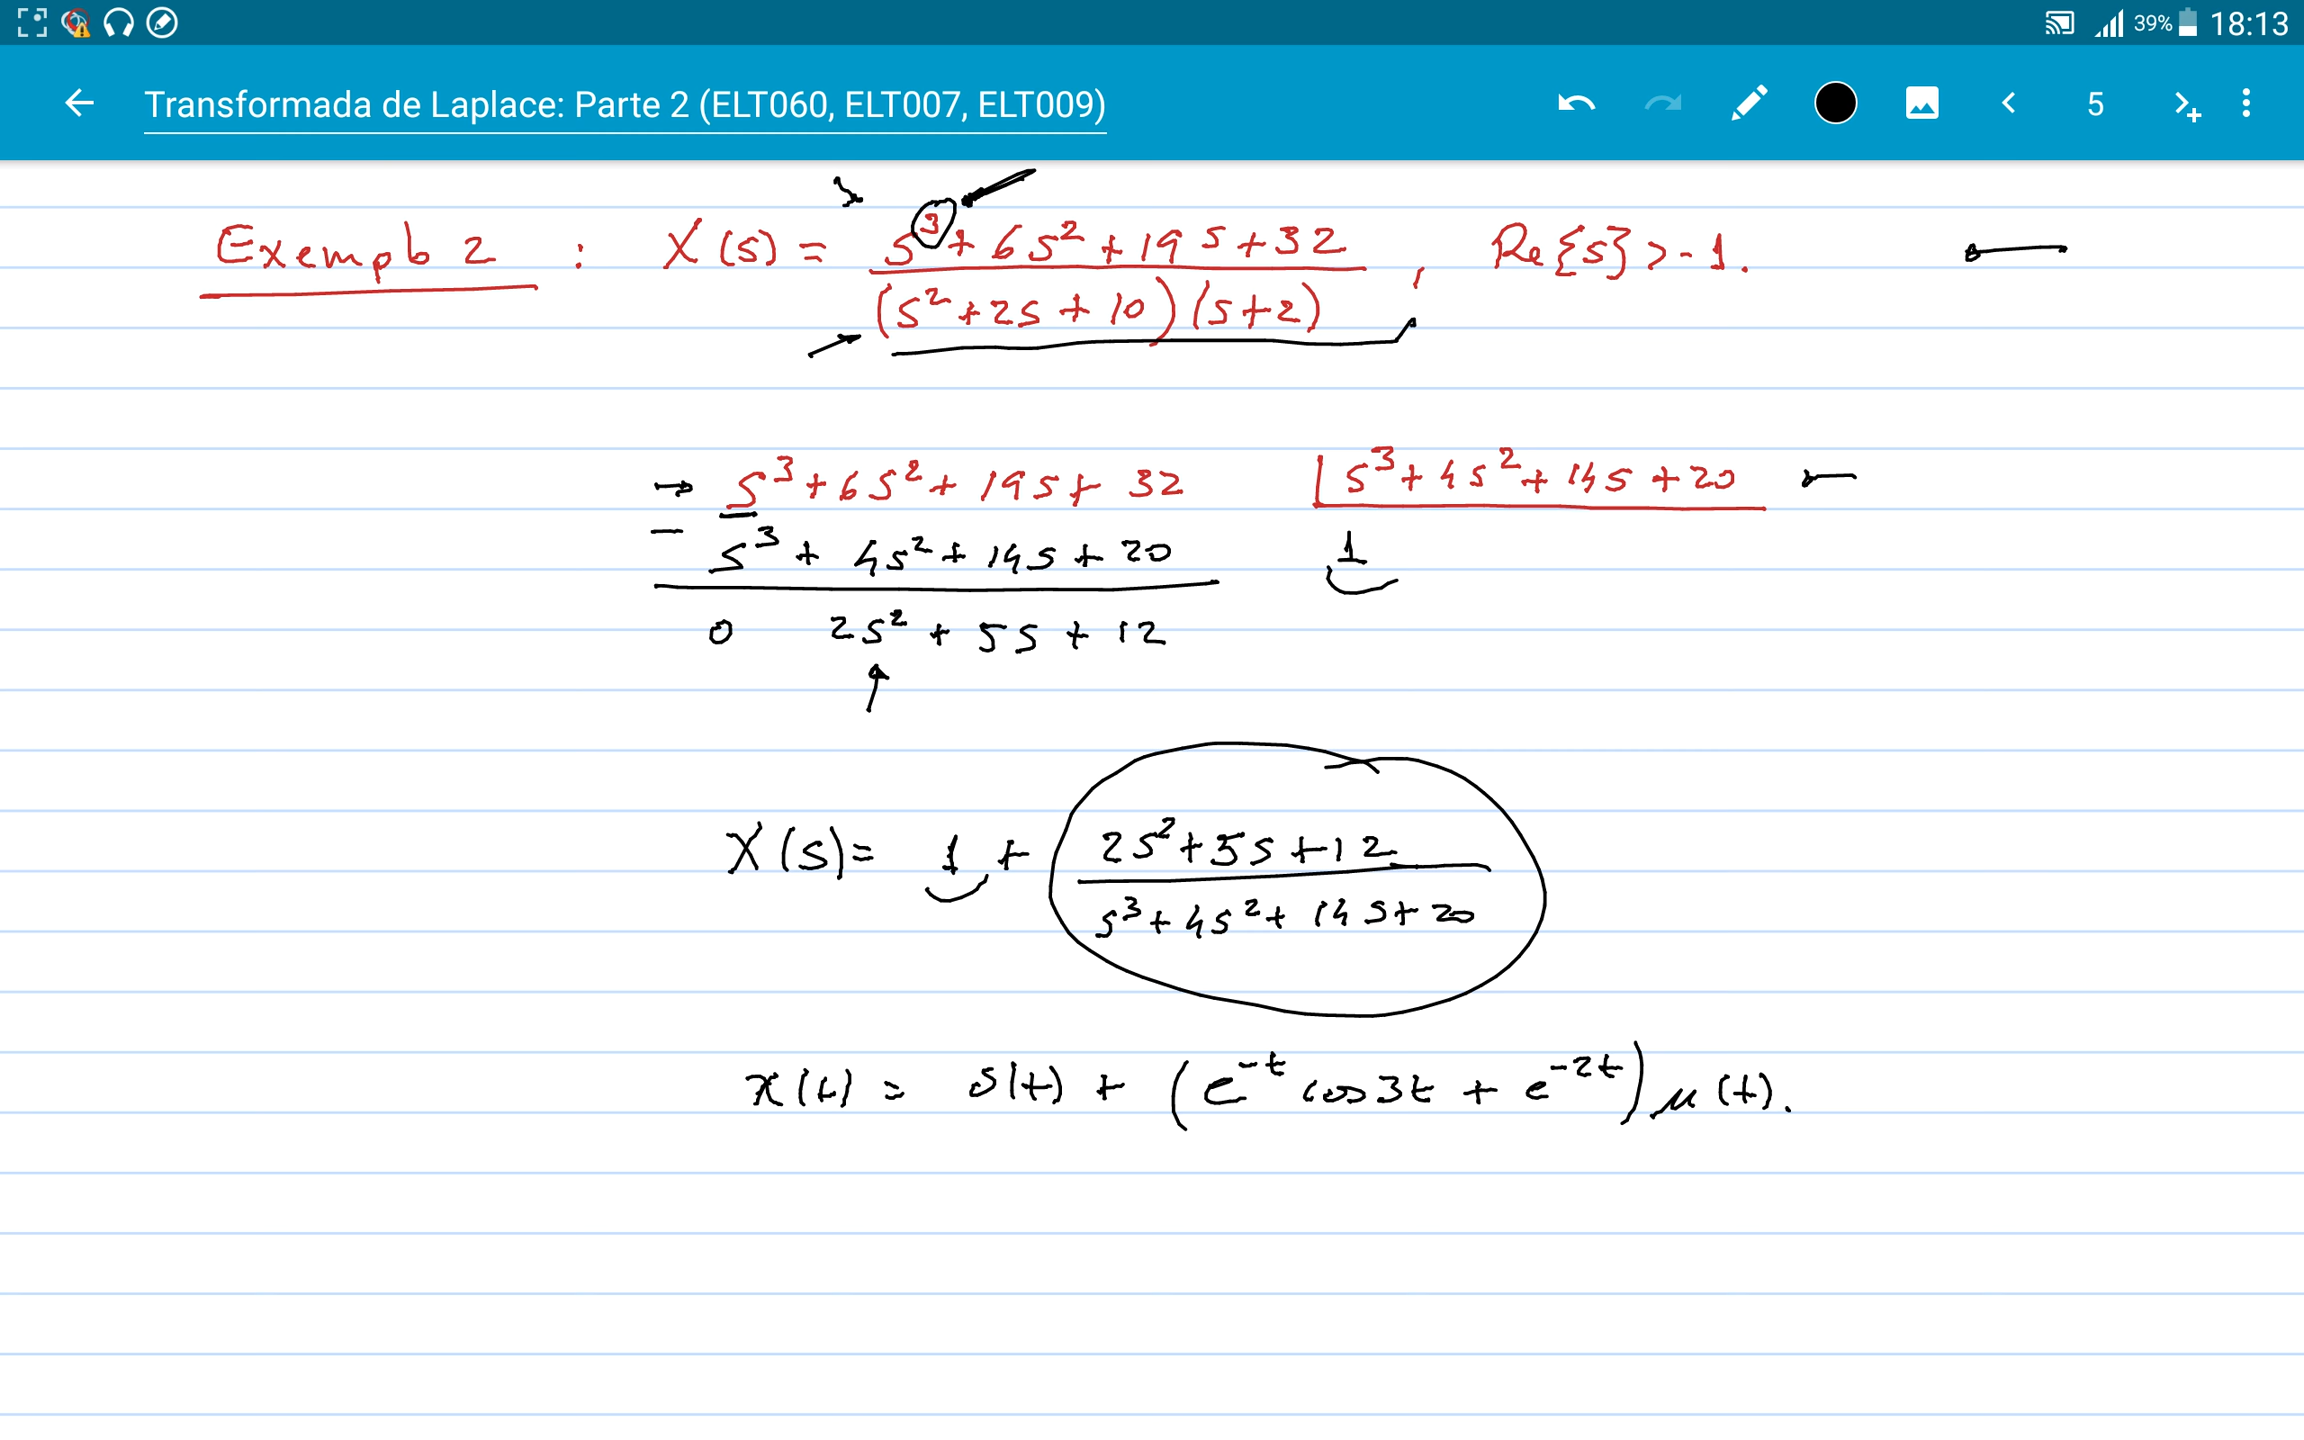 39% 18:13
Transformada de Laplace: Parte 2 (ELT060, ELT007, ELT009) 5
Exemplo 2 : X(s) = (s³ + 6s² + 19s + 32) / ((s² + 2s + 10)(s + 2)), Re{s} > -1.
s³ + 6s² + 19s + 32 | s³ + 4s² + 14s + 20
- s³ + 4s² + 14s + 20 1
0 2s² + 5s + 12
X(s) = 1 + (2s² + 5s + 12) / (s³ + 4s² + 14s + 20)
x(t) = δ(t) + (e⁻ᵗ cos3t + e⁻²ᵗ) μ(t).